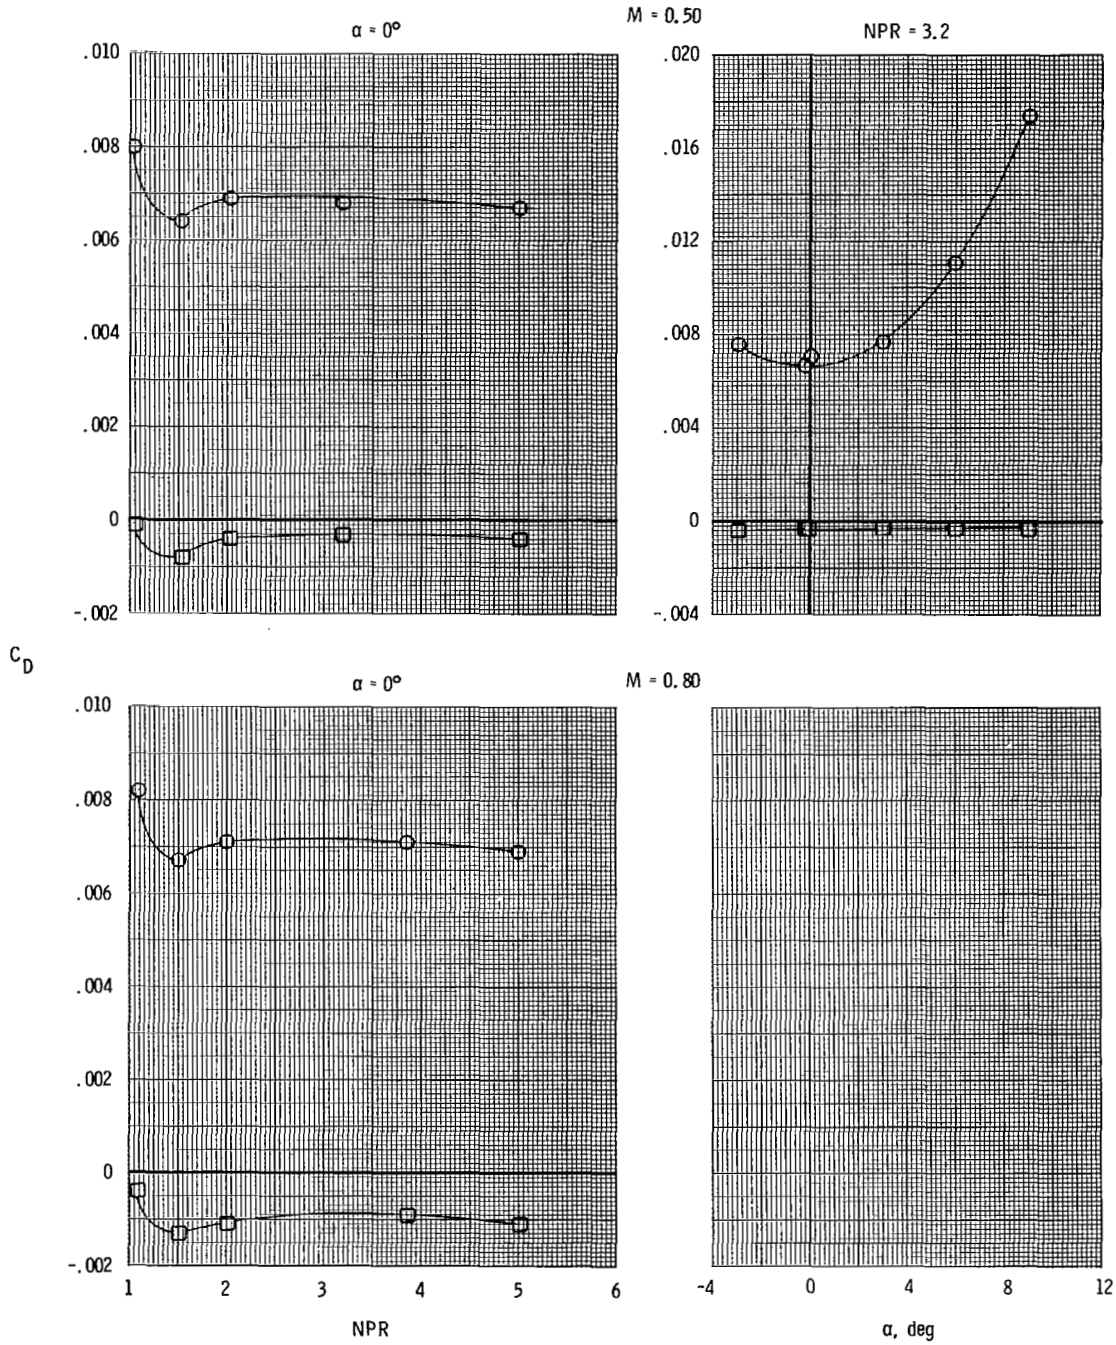 M = 0.50
α = 0°
NPR = 3.2
.010
.008
.006
.004
.002
0
-.002
.020
.016
.012
.008
.004
0
-.004
C_D
M = 0.80
α = 0°
.010
.008
.006
.004
.002
0
-.002
1 2 3 4 5 6
NPR
-4 0 4 8 12
α, deg